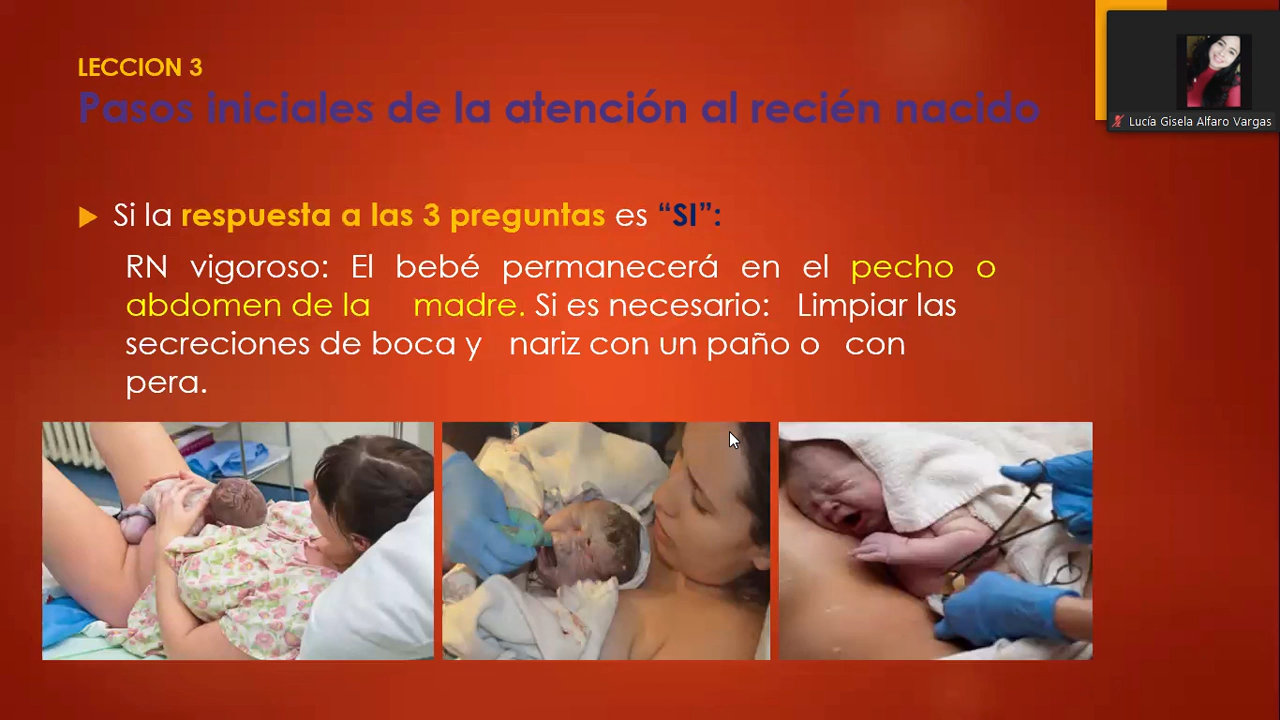 LECCION 3
Pasos iniciales de la atención al recién nacido
Si la respuesta a las 3 preguntas es “SI”:
RN vigoroso: El bebé permanecerá en el pecho o
abdomen de la madre. Si es necesario: Limpiar las
secreciones de boca y nariz con un paño o con
pera.
Lucía Gisela Alfaro Vargas